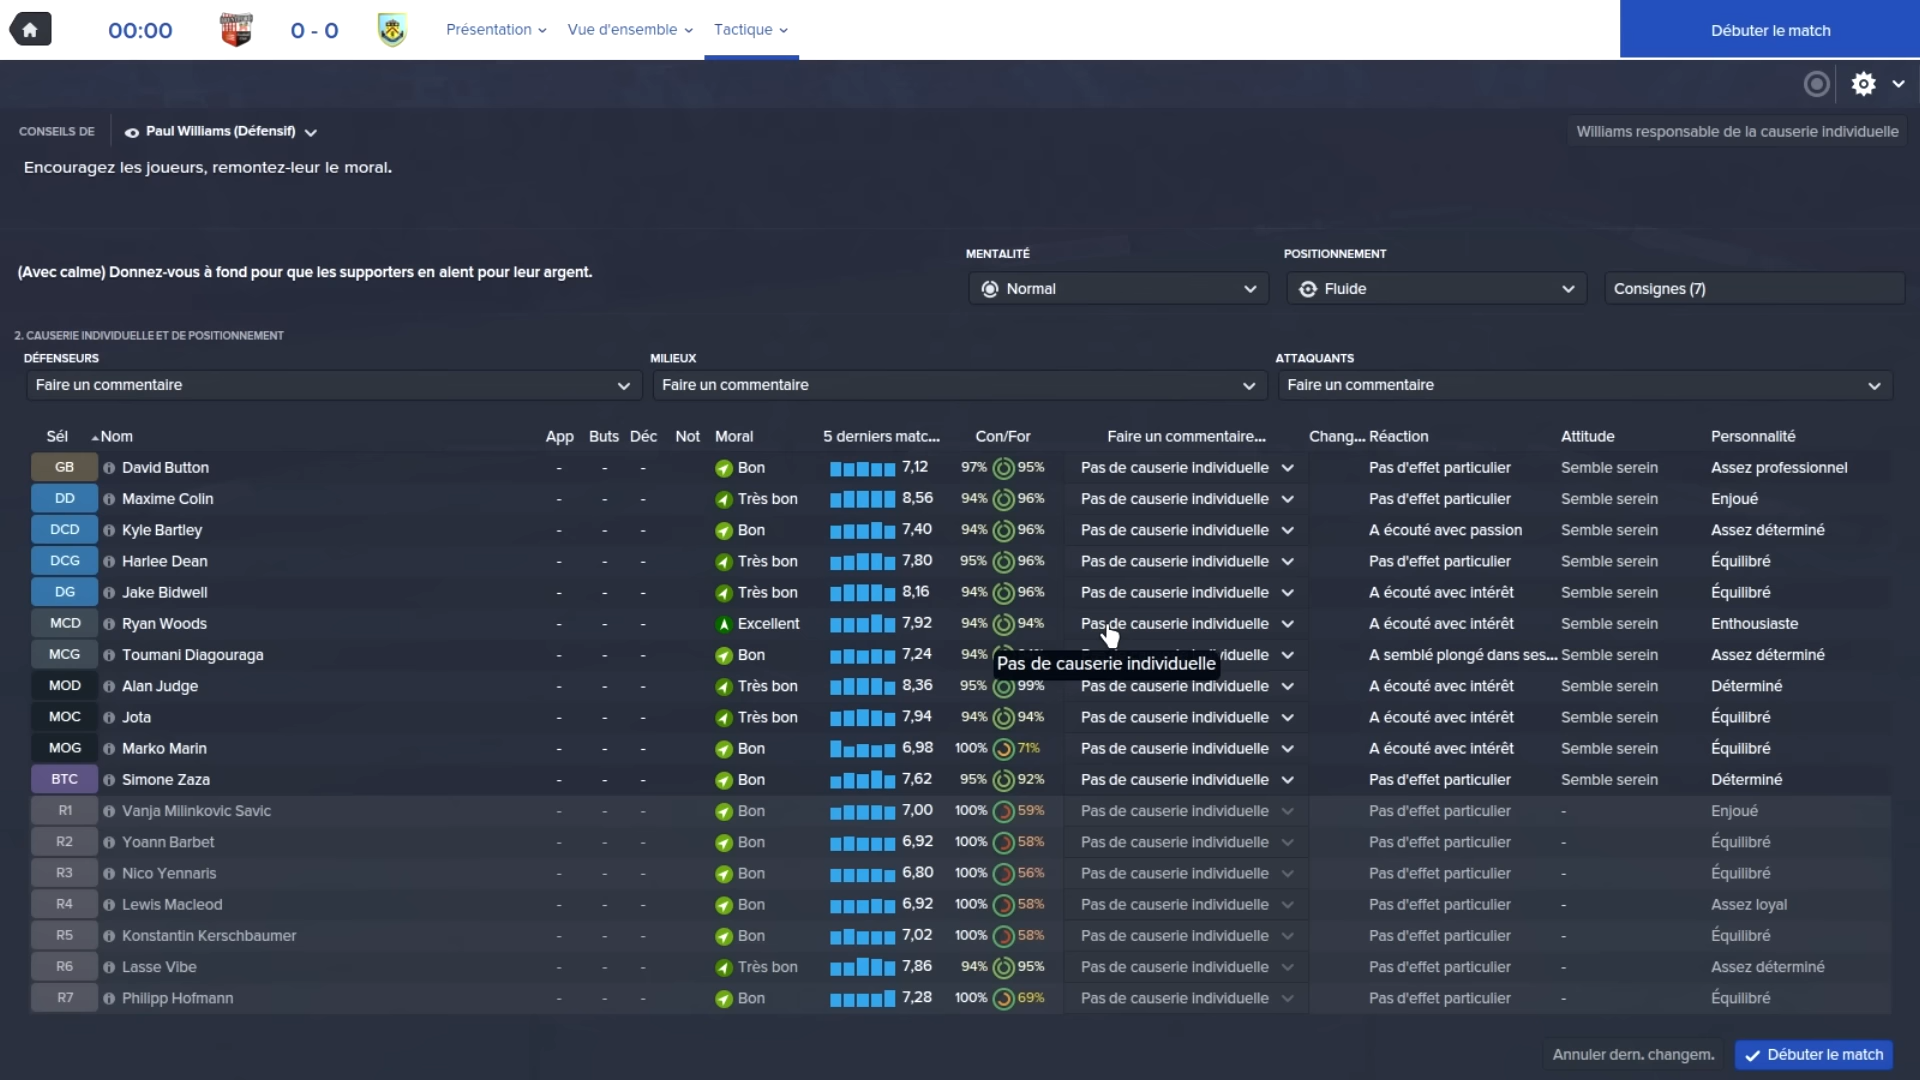 00:00 0 - 0 Présentation Vue d'ensemble Tactique Débuter le match
CONSEILS DE Paul Williams (Défensif) Williams responsable de la causerie individuelle
Encouragez les joueurs, remontez-leur le moral.
MENTALITÉ POSITIONNEMENT
(Avec calme) Donnez-vous à fond pour que les supporters en aient pour leur argent.
Normal Fluide Consignes (7)
2. CAUSERIE INDIVIDUELLE ET DE POSITIONNEMENT
DÉFENSEURS MILIEUX ATTAQUANTS
Faire un commentaire Faire un commentaire Faire un commentaire
Sél Nom App Buts Déc Not Moral 5 derniers matc... Con/For Faire un commentaire... Chang... Réaction Attitude Personnalité
GB David Button - - - Bon 7,12 97% 95% Pas de causerie individuelle Pas d'effet particulier Semble serein Assez professionnel
DD Maxime Colin - - - Très bon 8,56 94% 96% Pas de causerie individuelle Pas d'effet particulier Semble serein Enjoué
DCD Kyle Bartley - - - Bon 7,40 94% 96% Pas de causerie individuelle A écouté avec passion Semble serein Assez déterminé
DCG Harlee Dean - - - Très bon 7,80 95% 96% Pas de causerie individuelle Pas d'effet particulier Semble serein Équilibré
DG Jake Bidwell - - - Très bon 8,16 94% 96% Pas de causerie individuelle A écouté avec intérêt Semble serein Équilibré
MCD Ryan Woods - - - Excellent 7,92 94% 94% Pas de causerie individuelle A écouté avec intérêt Semble serein Enthousiaste
MCG Toumani Diagouraga - - - Bon 7,24 94% viduelle A semblé plongé dans ses... Semble serein Assez déterminé
Pas de causerie individuelle
MOD Alan Judge - - - Très bon 8,36 95% 99% Pas de causerie individuelle A écouté avec intérêt Semble serein Déterminé
MOC Jota - - - Très bon 7,94 94% 94% Pas de causerie individuelle A écouté avec intérêt Semble serein Équilibré
MOG Marko Marin - - - Bon 6,98 100% 71% Pas de causerie individuelle A écouté avec intérêt Semble serein Équilibré
BTC Simone Zaza - - - Bon 7,62 95% 92% Pas de causerie individuelle Pas d'effet particulier Semble serein Déterminé
R1 Vanja Milinkovic Savic - - - Bon 7,00 100% 59% Pas de causerie individuelle Pas d'effet particulier - Enjoué
R2 Yoann Barbet - - - Bon 6,92 100% 58% Pas de causerie individuelle Pas d'effet particulier - Équilibré
R3 Nico Yennaris - - - Bon 6,80 100% 56% Pas de causerie individuelle Pas d'effet particulier - Équilibré
R4 Lewis Macleod - - - Bon 6,92 100% 58% Pas de causerie individuelle Pas d'effet particulier - Assez loyal
R5 Konstantin Kerschbaumer - - - Bon 7,02 100% 58% Pas de causerie individuelle Pas d'effet particulier - Équilibré
R6 Lasse Vibe - - - Très bon 7,86 94% 95% Pas de causerie individuelle Pas d'effet particulier - Assez déterminé
R7 Philipp Hofmann - - - Bon 7,28 100% 69% Pas de causerie individuelle Pas d'effet particulier - Équilibré
Annuler dern. changem. Débuter le match